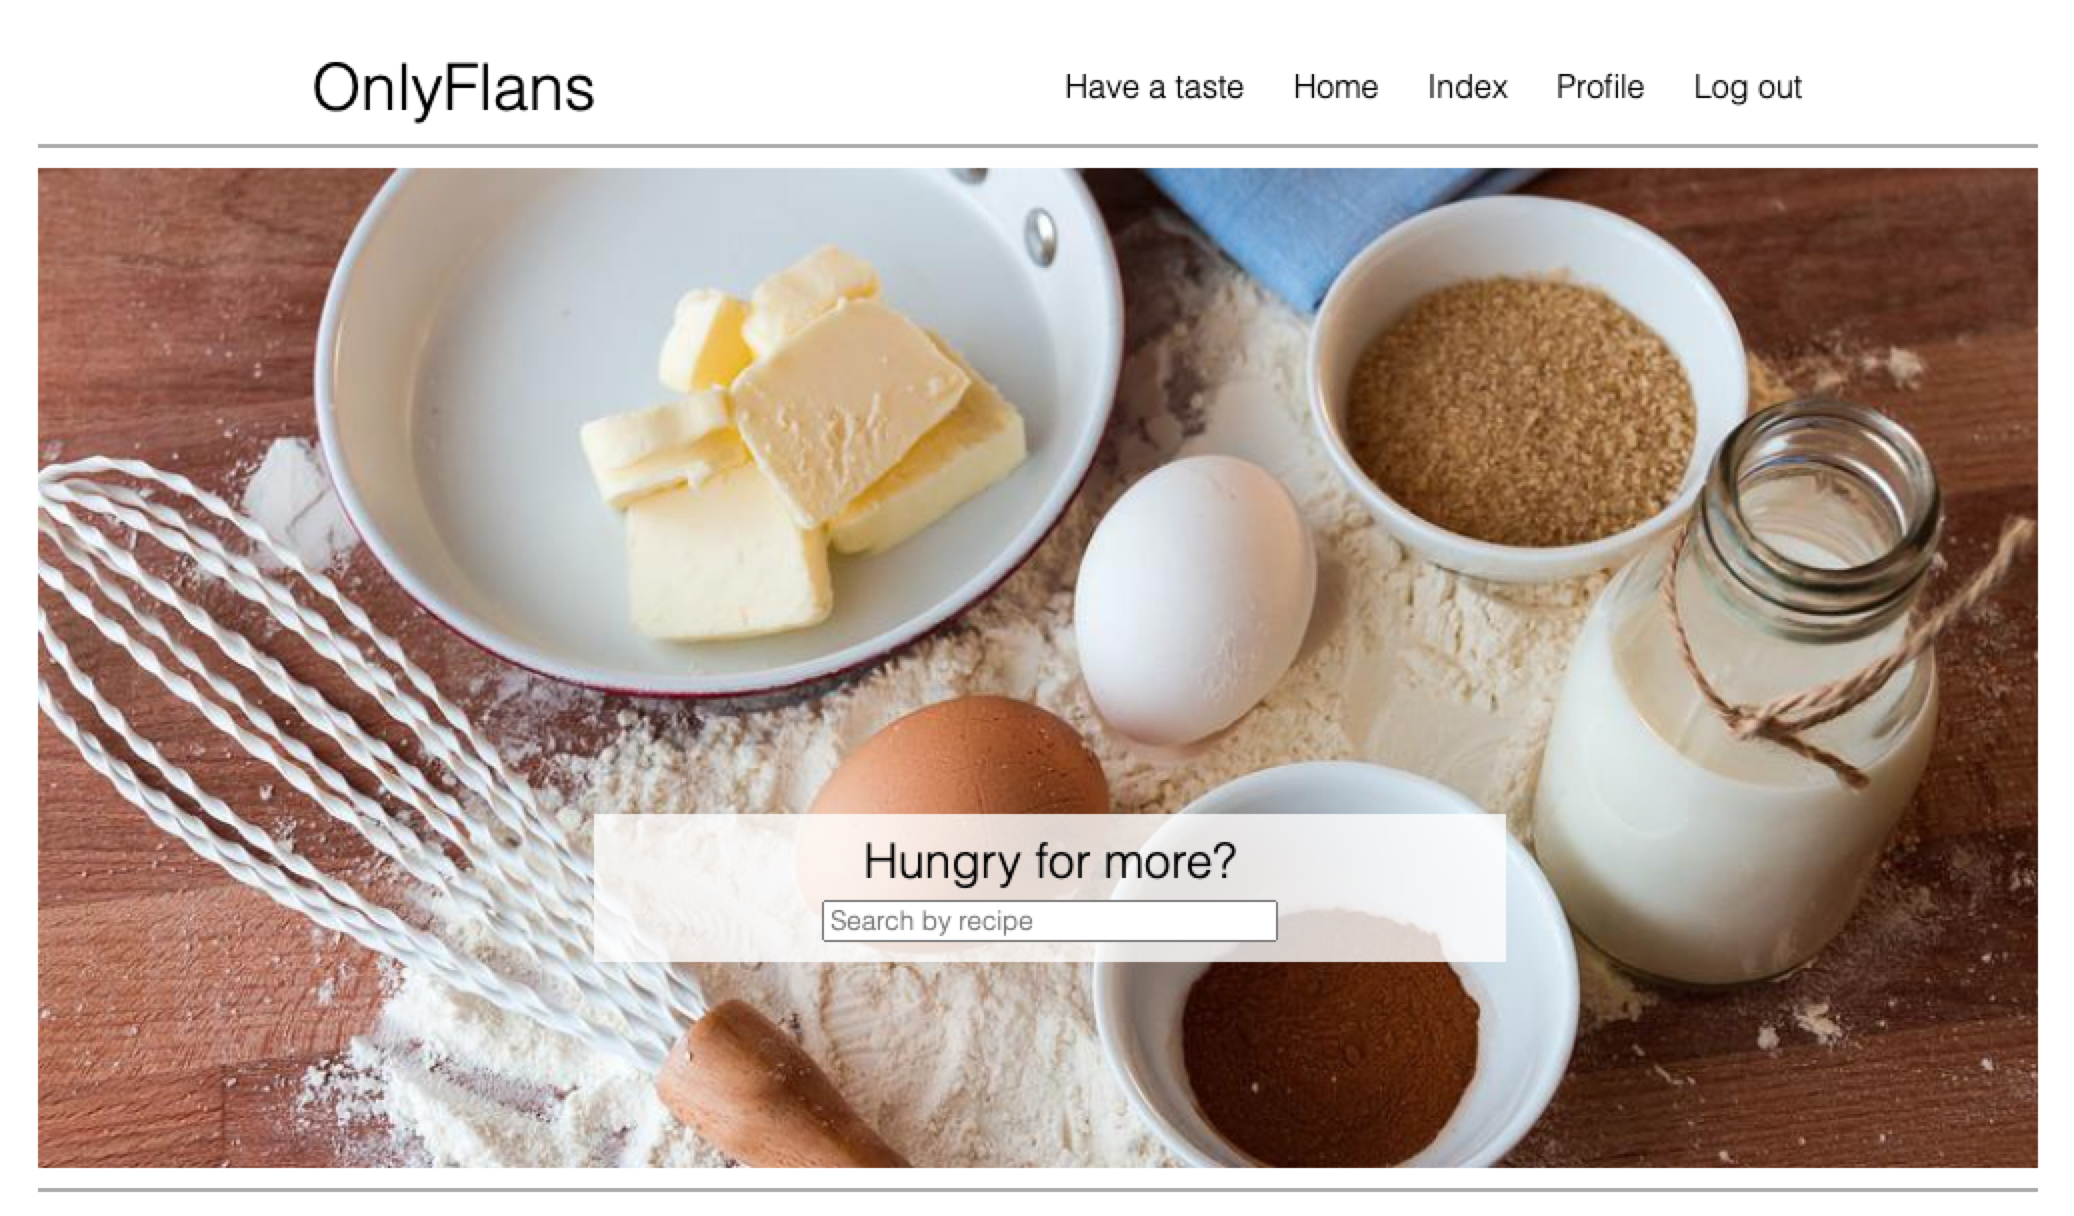 OnlyFlans
Have a taste Home Index Profile Log out
Hungry for more?
Search by recipe